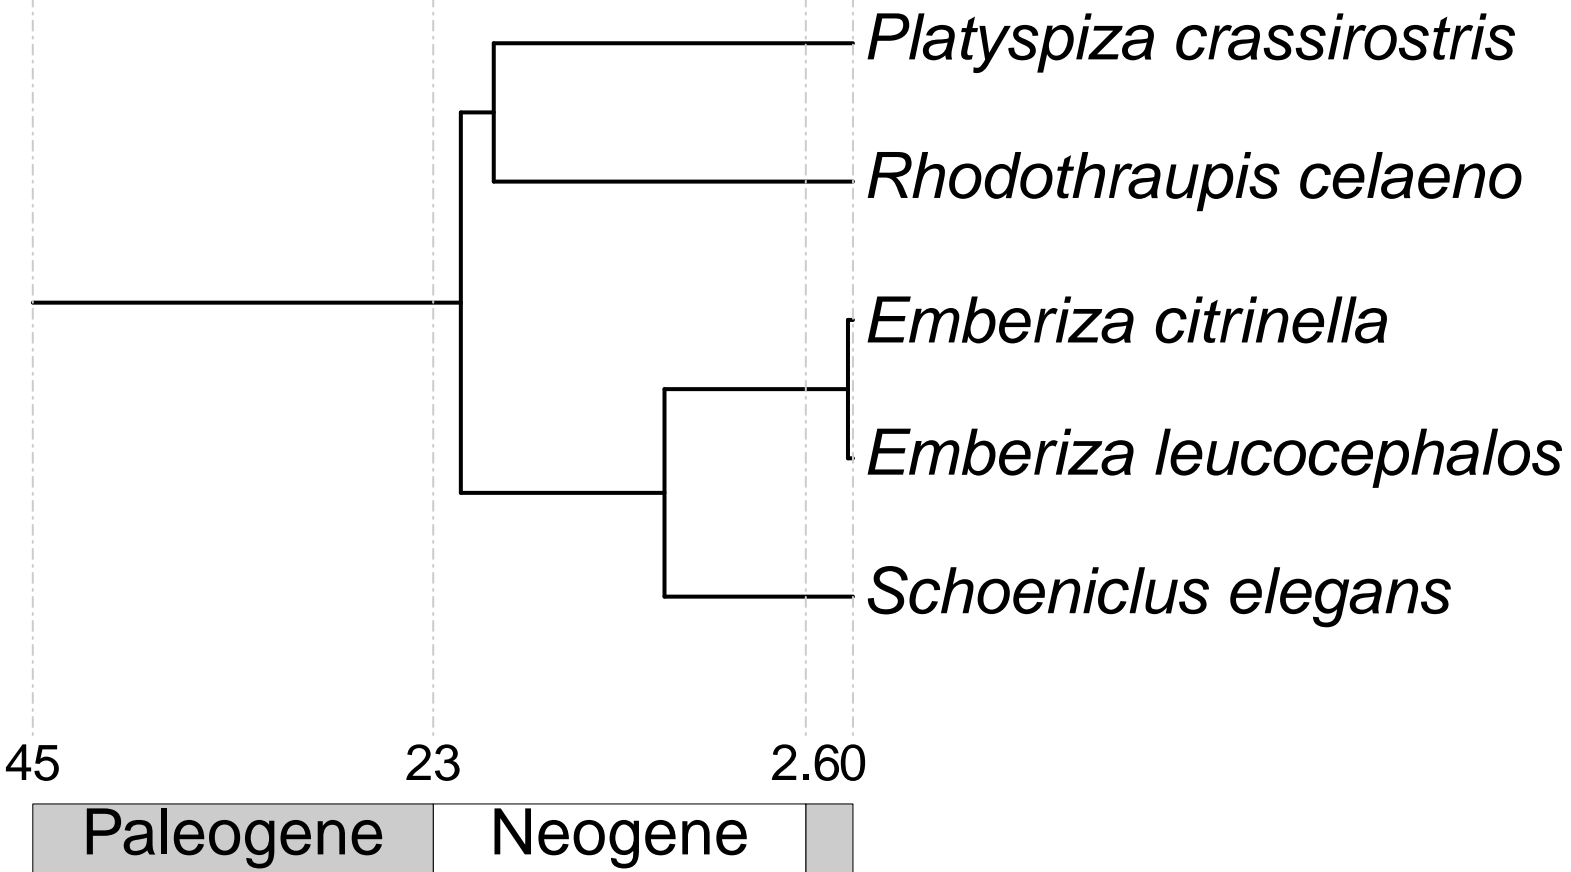 Platyspiza crassirostris
Rhodothraupis celaeno
Emberiza citrinella
Emberiza leucocephalos
Schoeniclus elegans
45 23 2.60
Paleogene Neogene